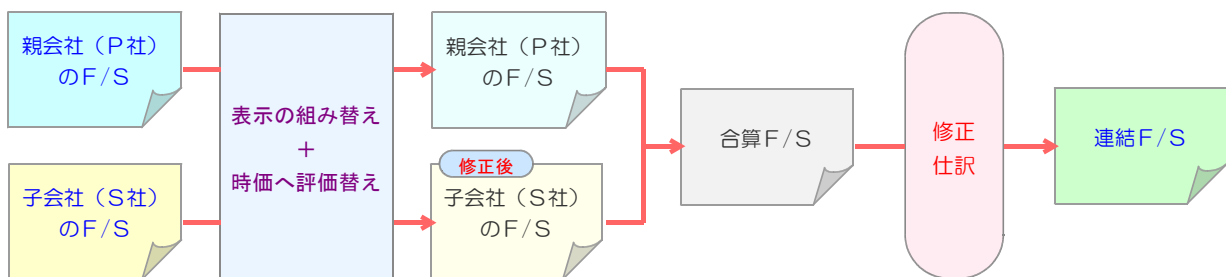 親会社（P社）
のF/S
子会社（S社）
のF/S
表示の組み替え
+
時価へ評価替え
親会社（P社）
のF/S
修正後
子会社（S社）
のF/S
合算F/S
修正
仕訳
連結F/S